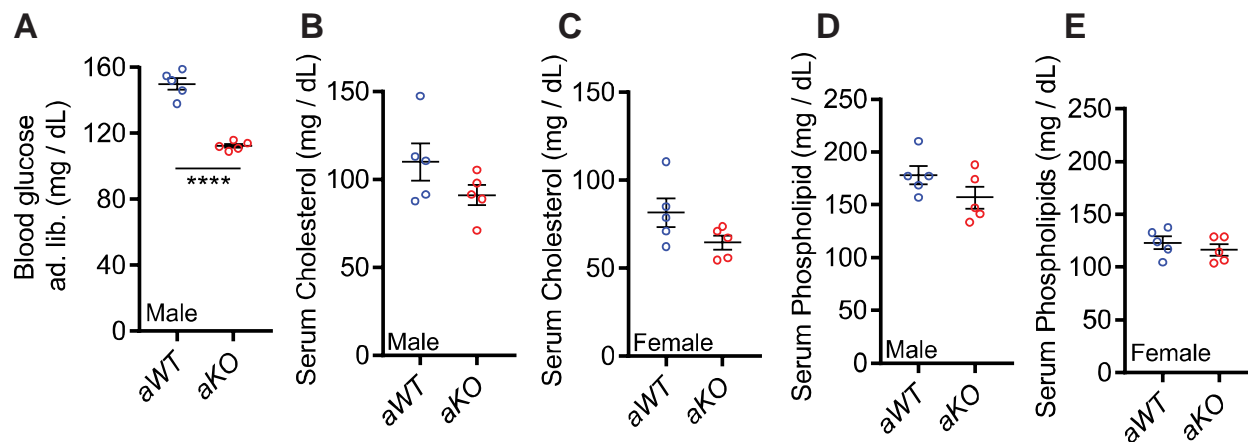 A
Blood glucose
ad. lib. (mg / dL)
160
120
80
40
0
****
Male
aWT
aKO
B
Serum Cholesterol (mg / dL)
150
100
50
0
Male
aWT
aKO
C
Serum Cholesterol (mg / dL)
150
100
50
0
Female
aWT
aKO
D
Serum Phospholipid (mg / dL)
250
200
150
100
50
0
Male
aWT
aKO
E
Serum Phospholipids (mg / dL)
250
200
150
100
50
0
Female
aWT
aKO